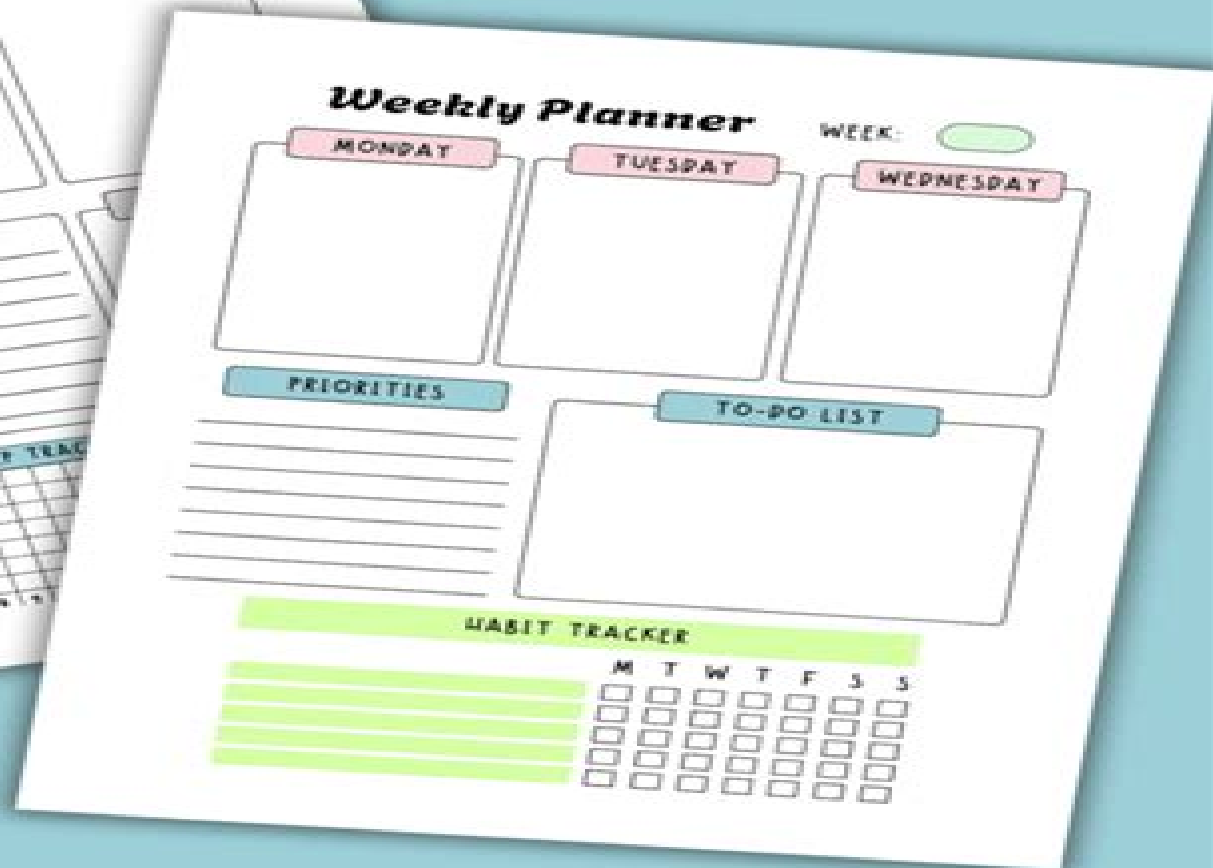 Weekly Planner
WEEK:
MONDAY TUESDAY WEDNESDAY
PRIORITIES TO-DO LIST
HABIT TRACKER
M T W T F S S